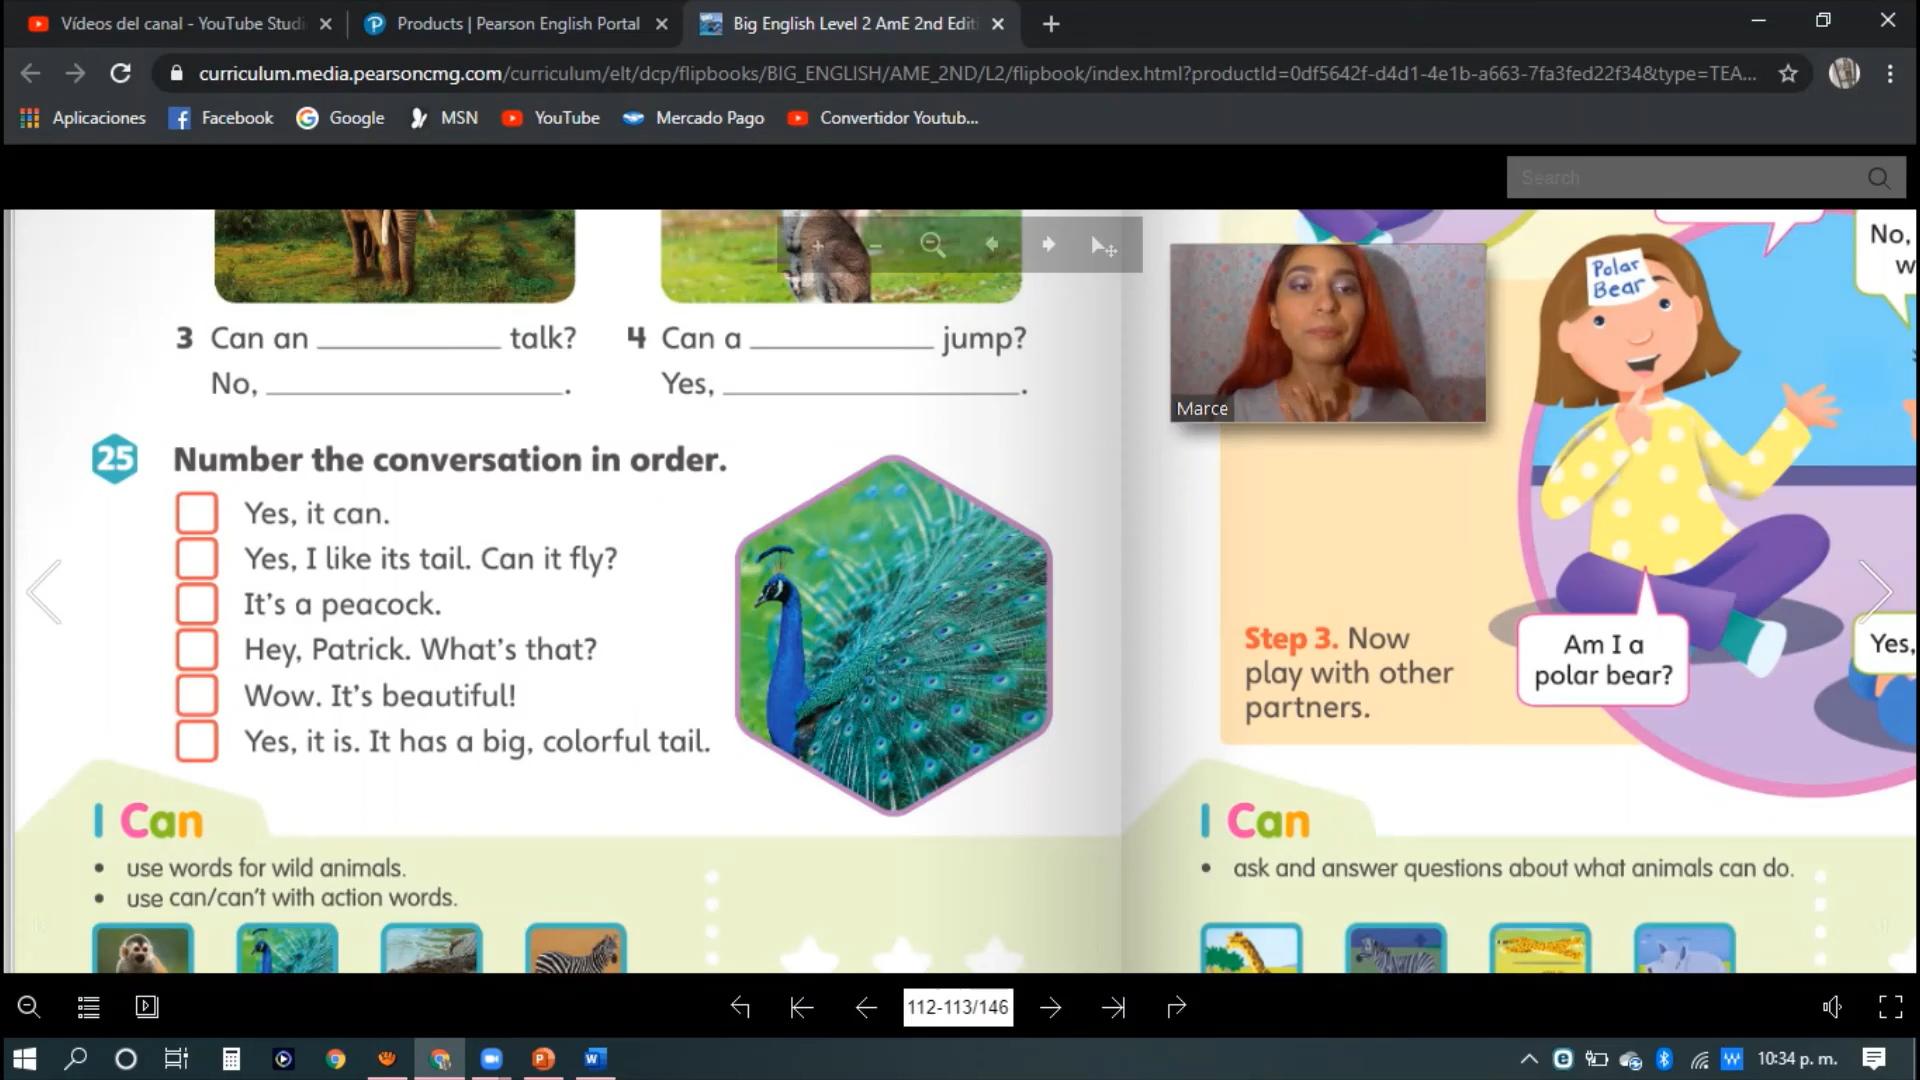 Vídeos del canal - YouTube Studi
Products | Pearson English Portal
Big English Level 2 AmE 2nd Editi
curriculum.media.pearsoncmg.com/curriculum/elt/dcp/flipbooks/BIG_ENGLISH/AME_2ND/L2/flipbook/index.html?productId=0df5642f-d4d1-4e1b-a663-7fa3fed22f34&type=TEA...
Aplicaciones
Facebook
Google
MSN
YouTube
Mercado Pago
Convertidor Youtub...
Search
3 Can an ___________ talk?
No, ___________________.
4 Can a ___________ jump?
Yes, ___________________.
25 Number the conversation in order.
Yes, it can.
Yes, I like its tail. Can it fly?
It's a peacock.
Hey, Patrick. What's that?
Wow. It's beautiful!
Yes, it is. It has a big, colorful tail.
I Can
• use words for wild animals.
• use can/can't with action words.
Marce
Polar
Bear
No,
w
Step 3. Now
play with other
partners.
Am I a
polar bear?
Yes,
I Can
• ask and answer questions about what animals can do.
112-113/146
10:34 p. m.